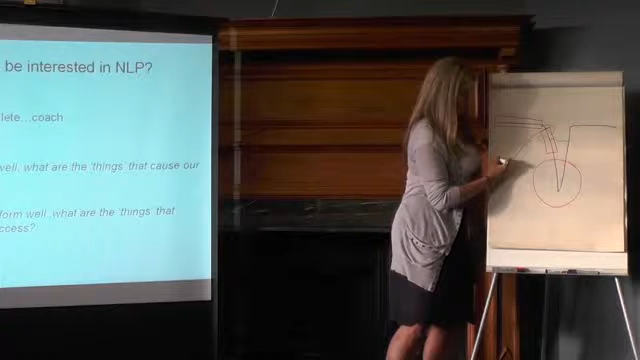 be interested in NLP?
lete...coach
well, what are the 'things' that cause our
form well, what are the 'things' that
ccess?